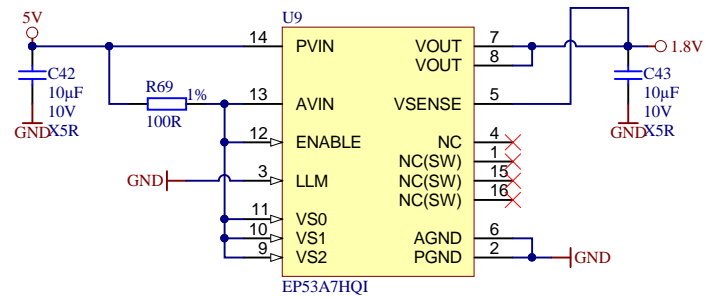 5V
U9
14 PVIN
VOUT 7
VOUT 8
1.8V
C42
10µF
10V
X5R
GND
R69
1%
100R
13 AVIN
VSENSE 5
C43
10µF
10V
X5R
GND
12 ENABLE
NC 4
NC(SW) 1
GND
3 LLM
NC(SW) 15
NC(SW) 16
11 VS0
10 VS1
9 VS2
AGND 6
PGND 2
GND
EP53A7HQI